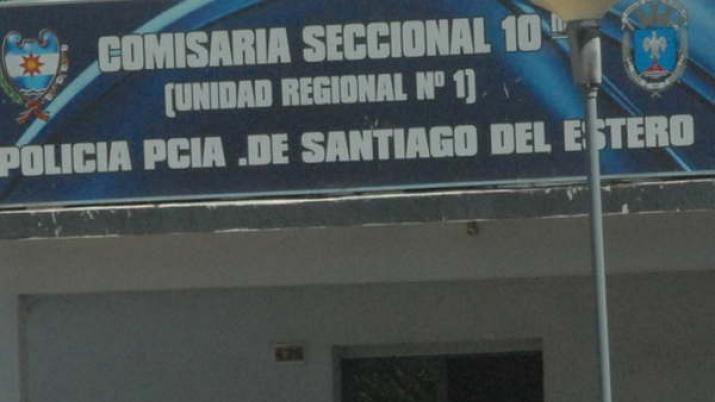 COMISARIA SECCIONAL 10
(UNIDAD REGIONAL Nº 1)
POLICIA PCIA .DE SANTIAGO DEL ESTERO